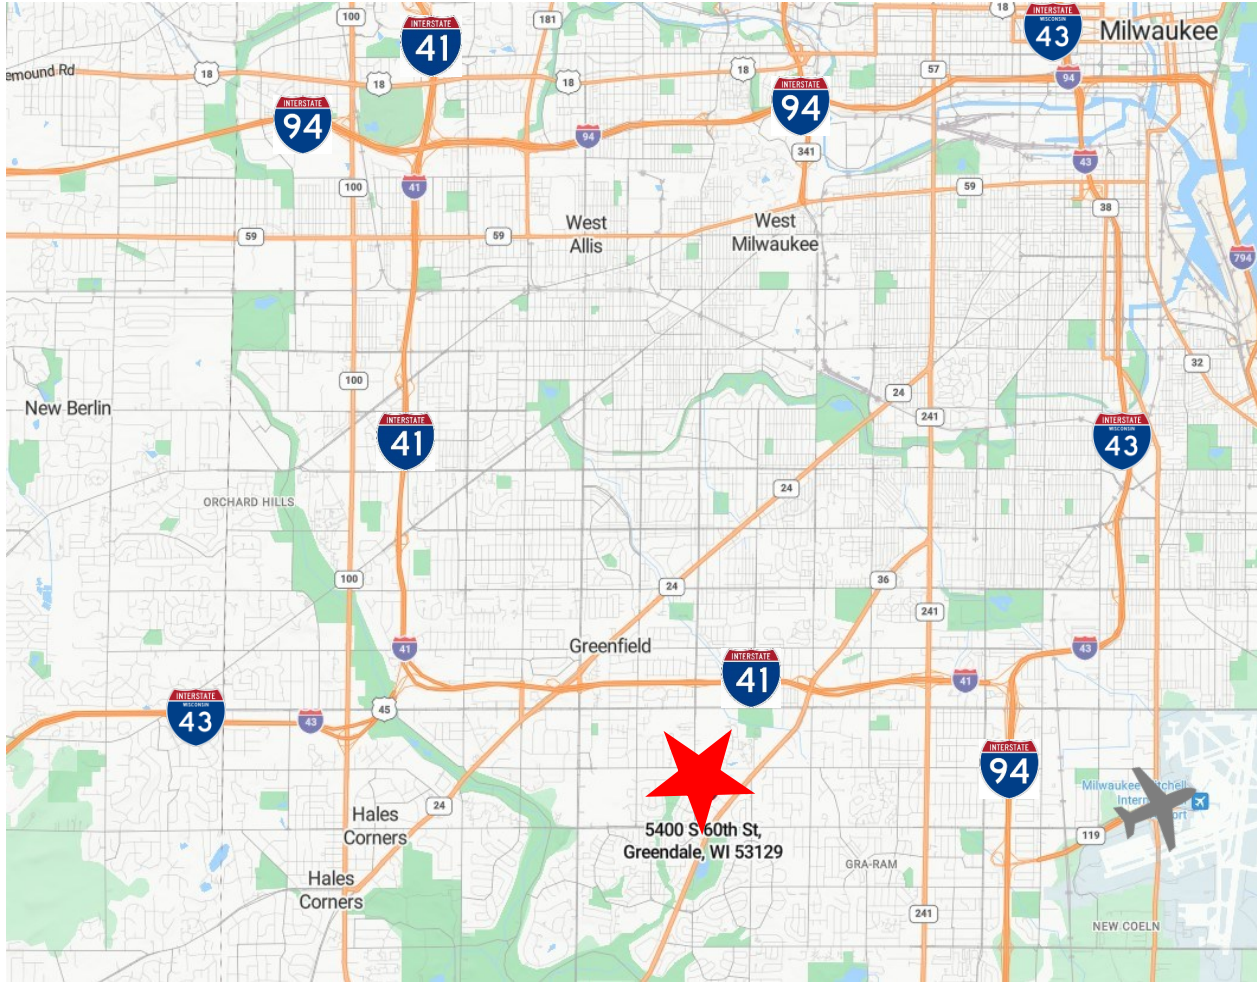 100
INTERSTATE
41
181
18
INTERSTATE
WISCONSIN
43
Milwaukee
emound Rd
18
18
18
18
57
94
INTERSTATE
94
INTERSTATE
94
94
341
43
100
41
59
38
West
Allis
West
Milwaukee
59
59
794
100
24
32
New Berlin
241
INTERSTATE
41
INTERSTATE
WISCONSIN
43
ORCHARD HILLS
24
100
24
36
241
Greenfield
41
43
INTERSTATE
41
41
INTERSTATE
WISCONSIN
43
43
45
INTERSTATE
94
24
Hales
Corners
5400 S 60th St,
Greendale, WI 53129
119
GRA-RAM
Hales
Corners
241
NEW COELN